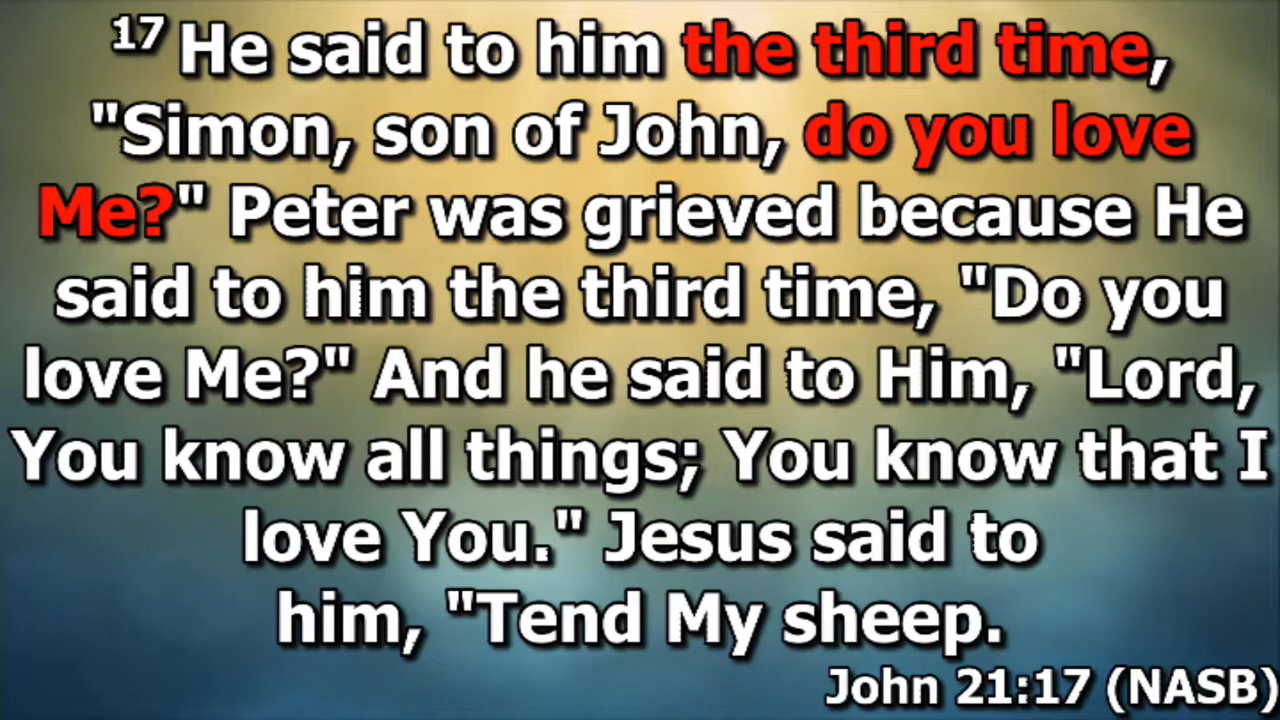 17 He said to him the third time,
"Simon, son of John, do you love
Me?" Peter was grieved because He
said to him the third time, "Do you
love Me?" And he said to Him, "Lord,
You know all things; You know that I
love You." Jesus said to
him, "Tend My sheep.
John 21:17 (NASB)